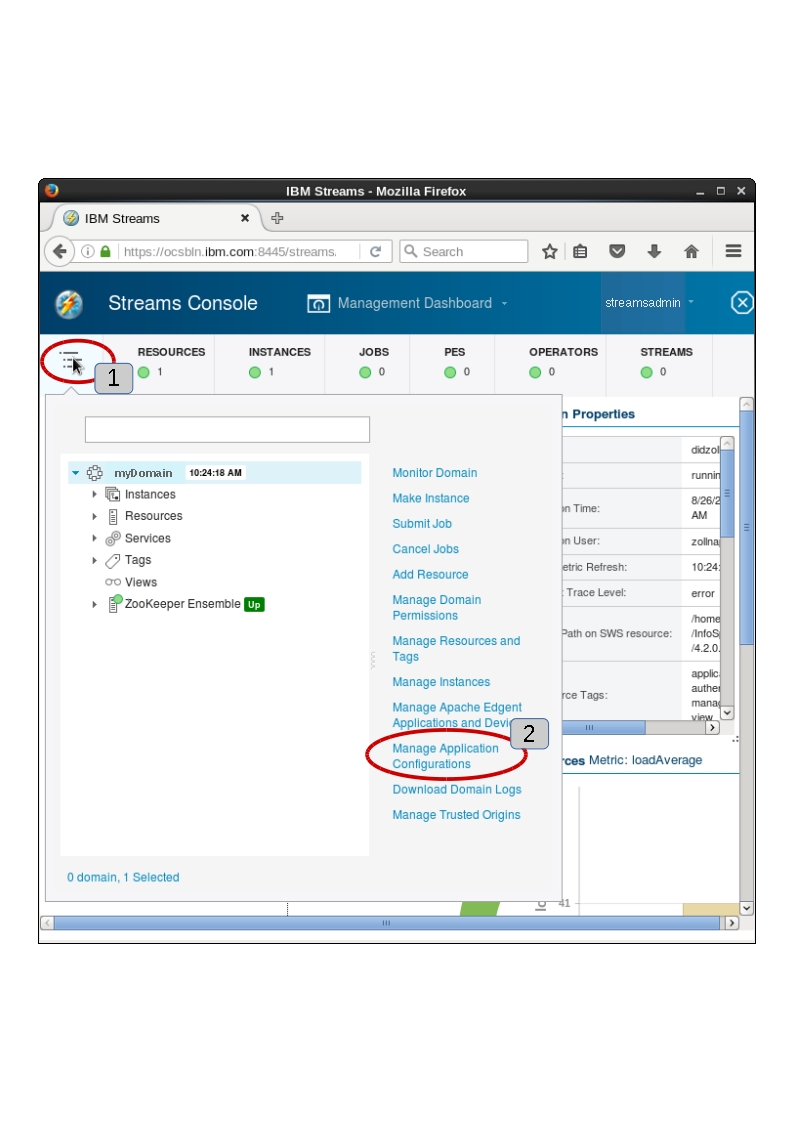 IBM Streams - Mozilla Firefox
IBM Streams
https://ocsbln.ibm.com:8445/streams.
Search
Streams Console
Management Dashboard
streamsadmin
RESOURCES
1
INSTANCES
1
JOBS
0
PES
0
OPERATORS
0
STREAMS
0
1
myDomain 10:24:18 AM
Instances
Resources
Services
Tags
Views
ZooKeeper Ensemble Up
Monitor Domain
Make Instance
Submit Job
Cancel Jobs
Add Resource
Manage Domain
Permissions
Manage Resources and
Tags
Manage Instances
Manage Apache Edgent
Applications and Devic
2
Manage Application
Configurations
Download Domain Logs
Manage Trusted Origins
0 domain, 1 Selected
n Properties
didzol
: runnin
n Time: 8/26/2
AM
n User: zollna
etric Refresh: 10:24:
t Trace Level: error
Path on SWS resource: /home
/InfoS
/4.2.0.
rce Tags: applic
auther
manag
view
rces Metric: loadAverage
41